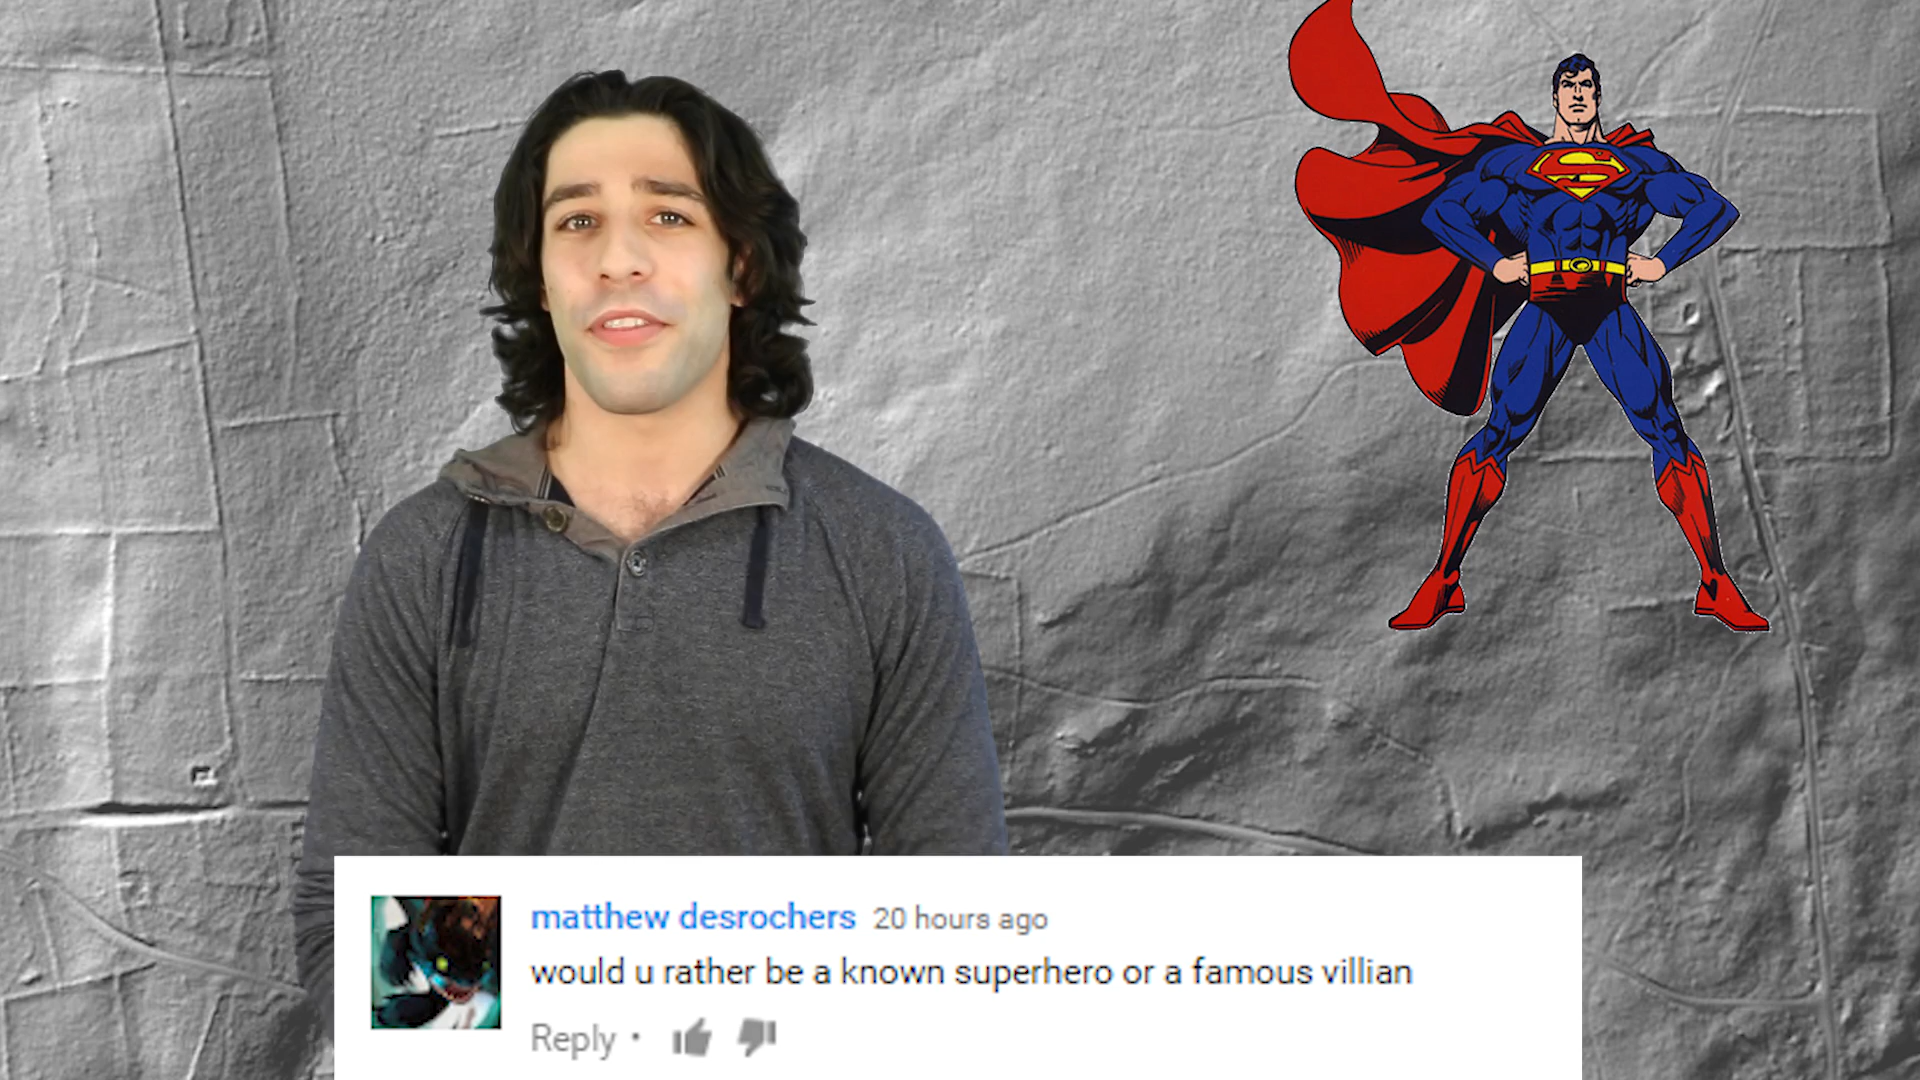 matthew desrochers 20 hours ago
would u rather be a known superhero or a famous villian
Reply •